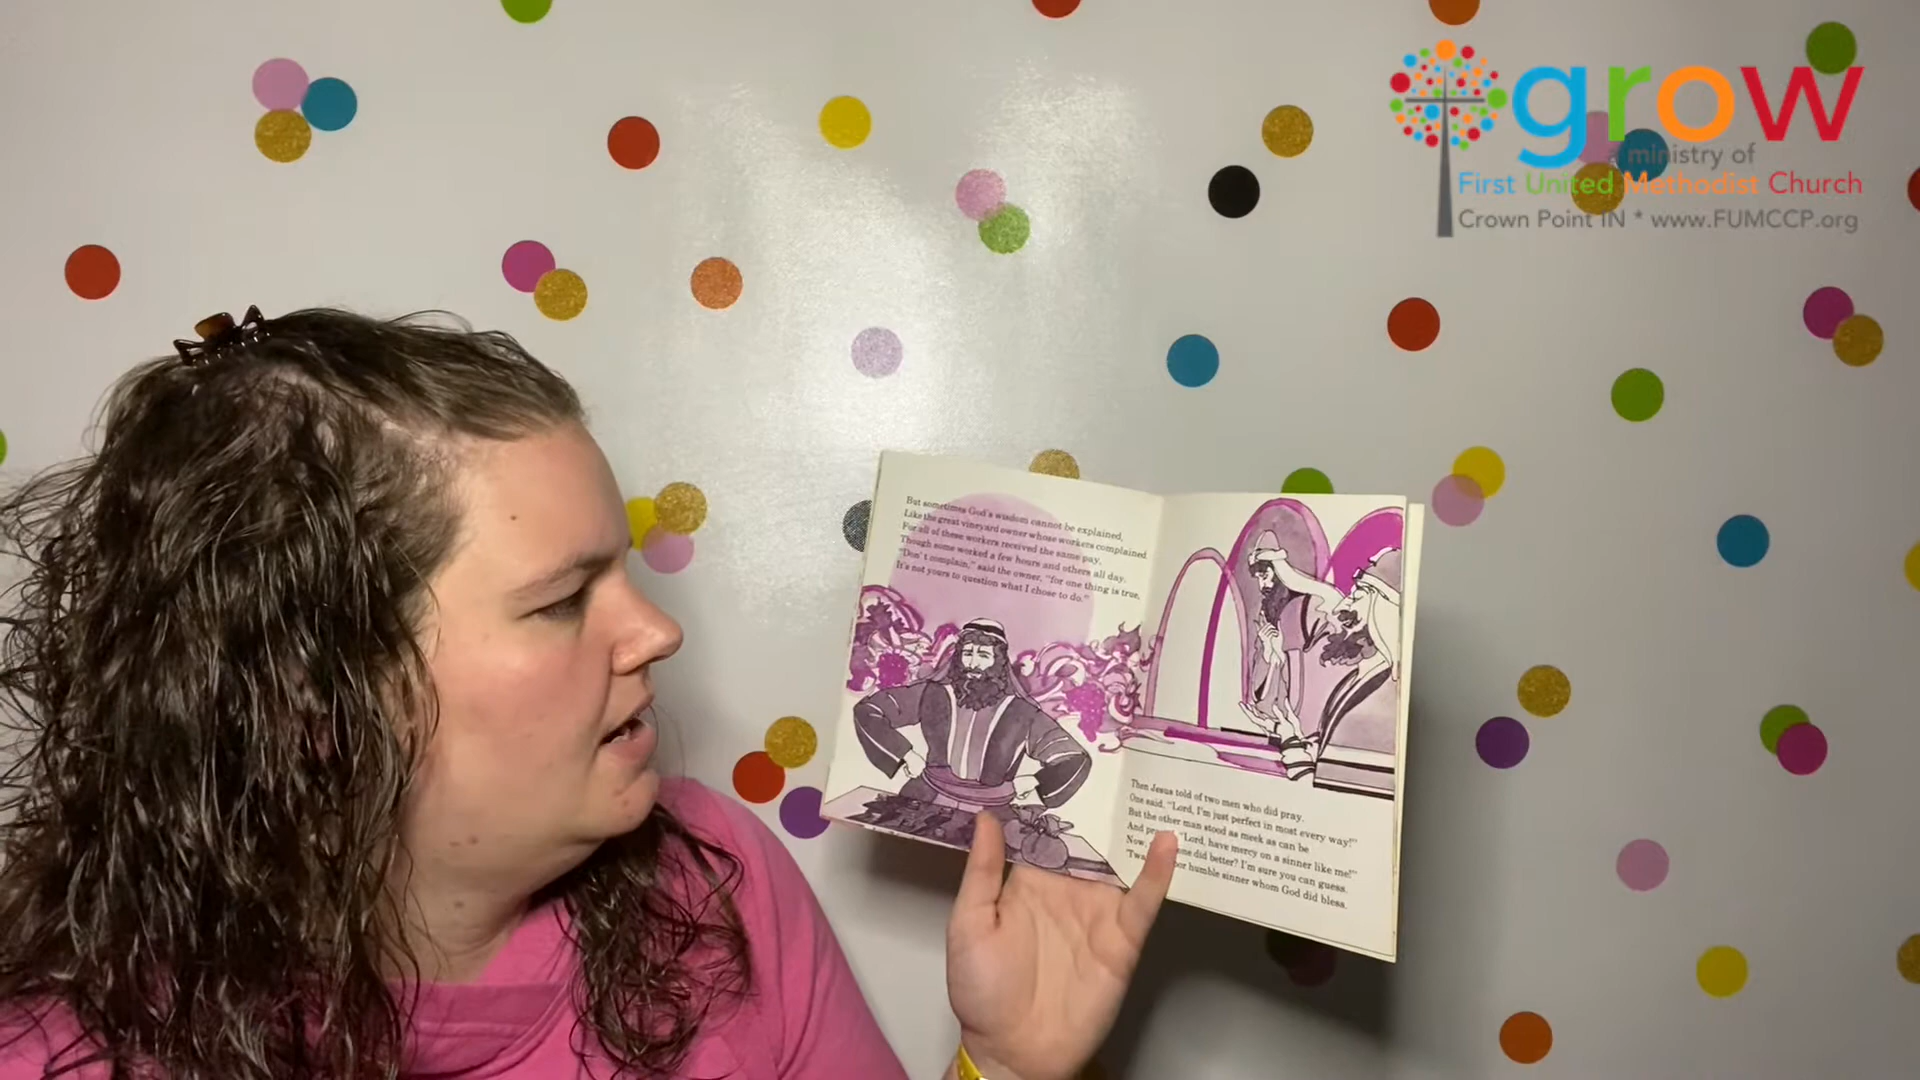 grow
a ministry of
First United Methodist Church
Crown Point IN * www.FUMCCP.org
But sometimes God's wisdom cannot be explained,
Like the great vineyard owner whose workers complained
For all of these workers received the same pay,
Though some worked a few hours and others all day.
"Don't complain," said the owner, "for one thing is true,
It's not yours to question what I chose to do."
Then Jesus told of two men who did pray.
One said, "Lord, I'm just perfect in most every way!"
But the other man stood as meek as can be
And "Lord, have mercy on a sinner like me!"
Now, one did better? I'm sure you can guess.
humble sinner whom God did bless.